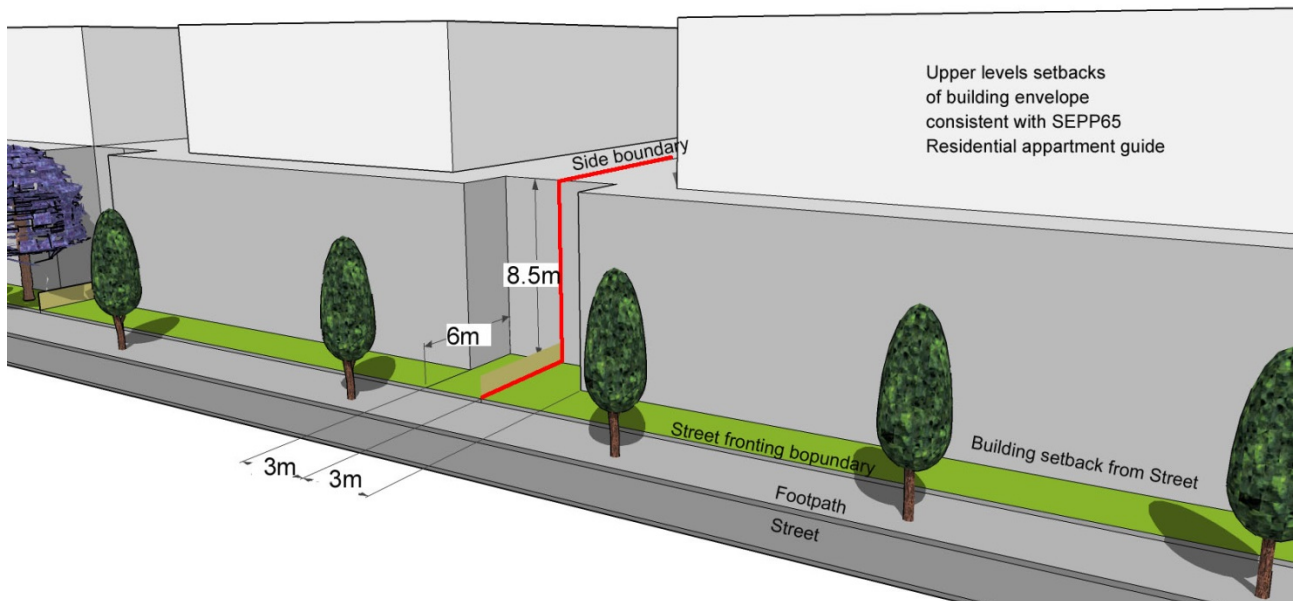 Upper levels setbacks
of building envelope
consistent with SEPP65
Residential appartment guide
Side boundary
8.5m
6m
3m
3m
Street fronting bopundary
Building setback from Street
Footpath
Street